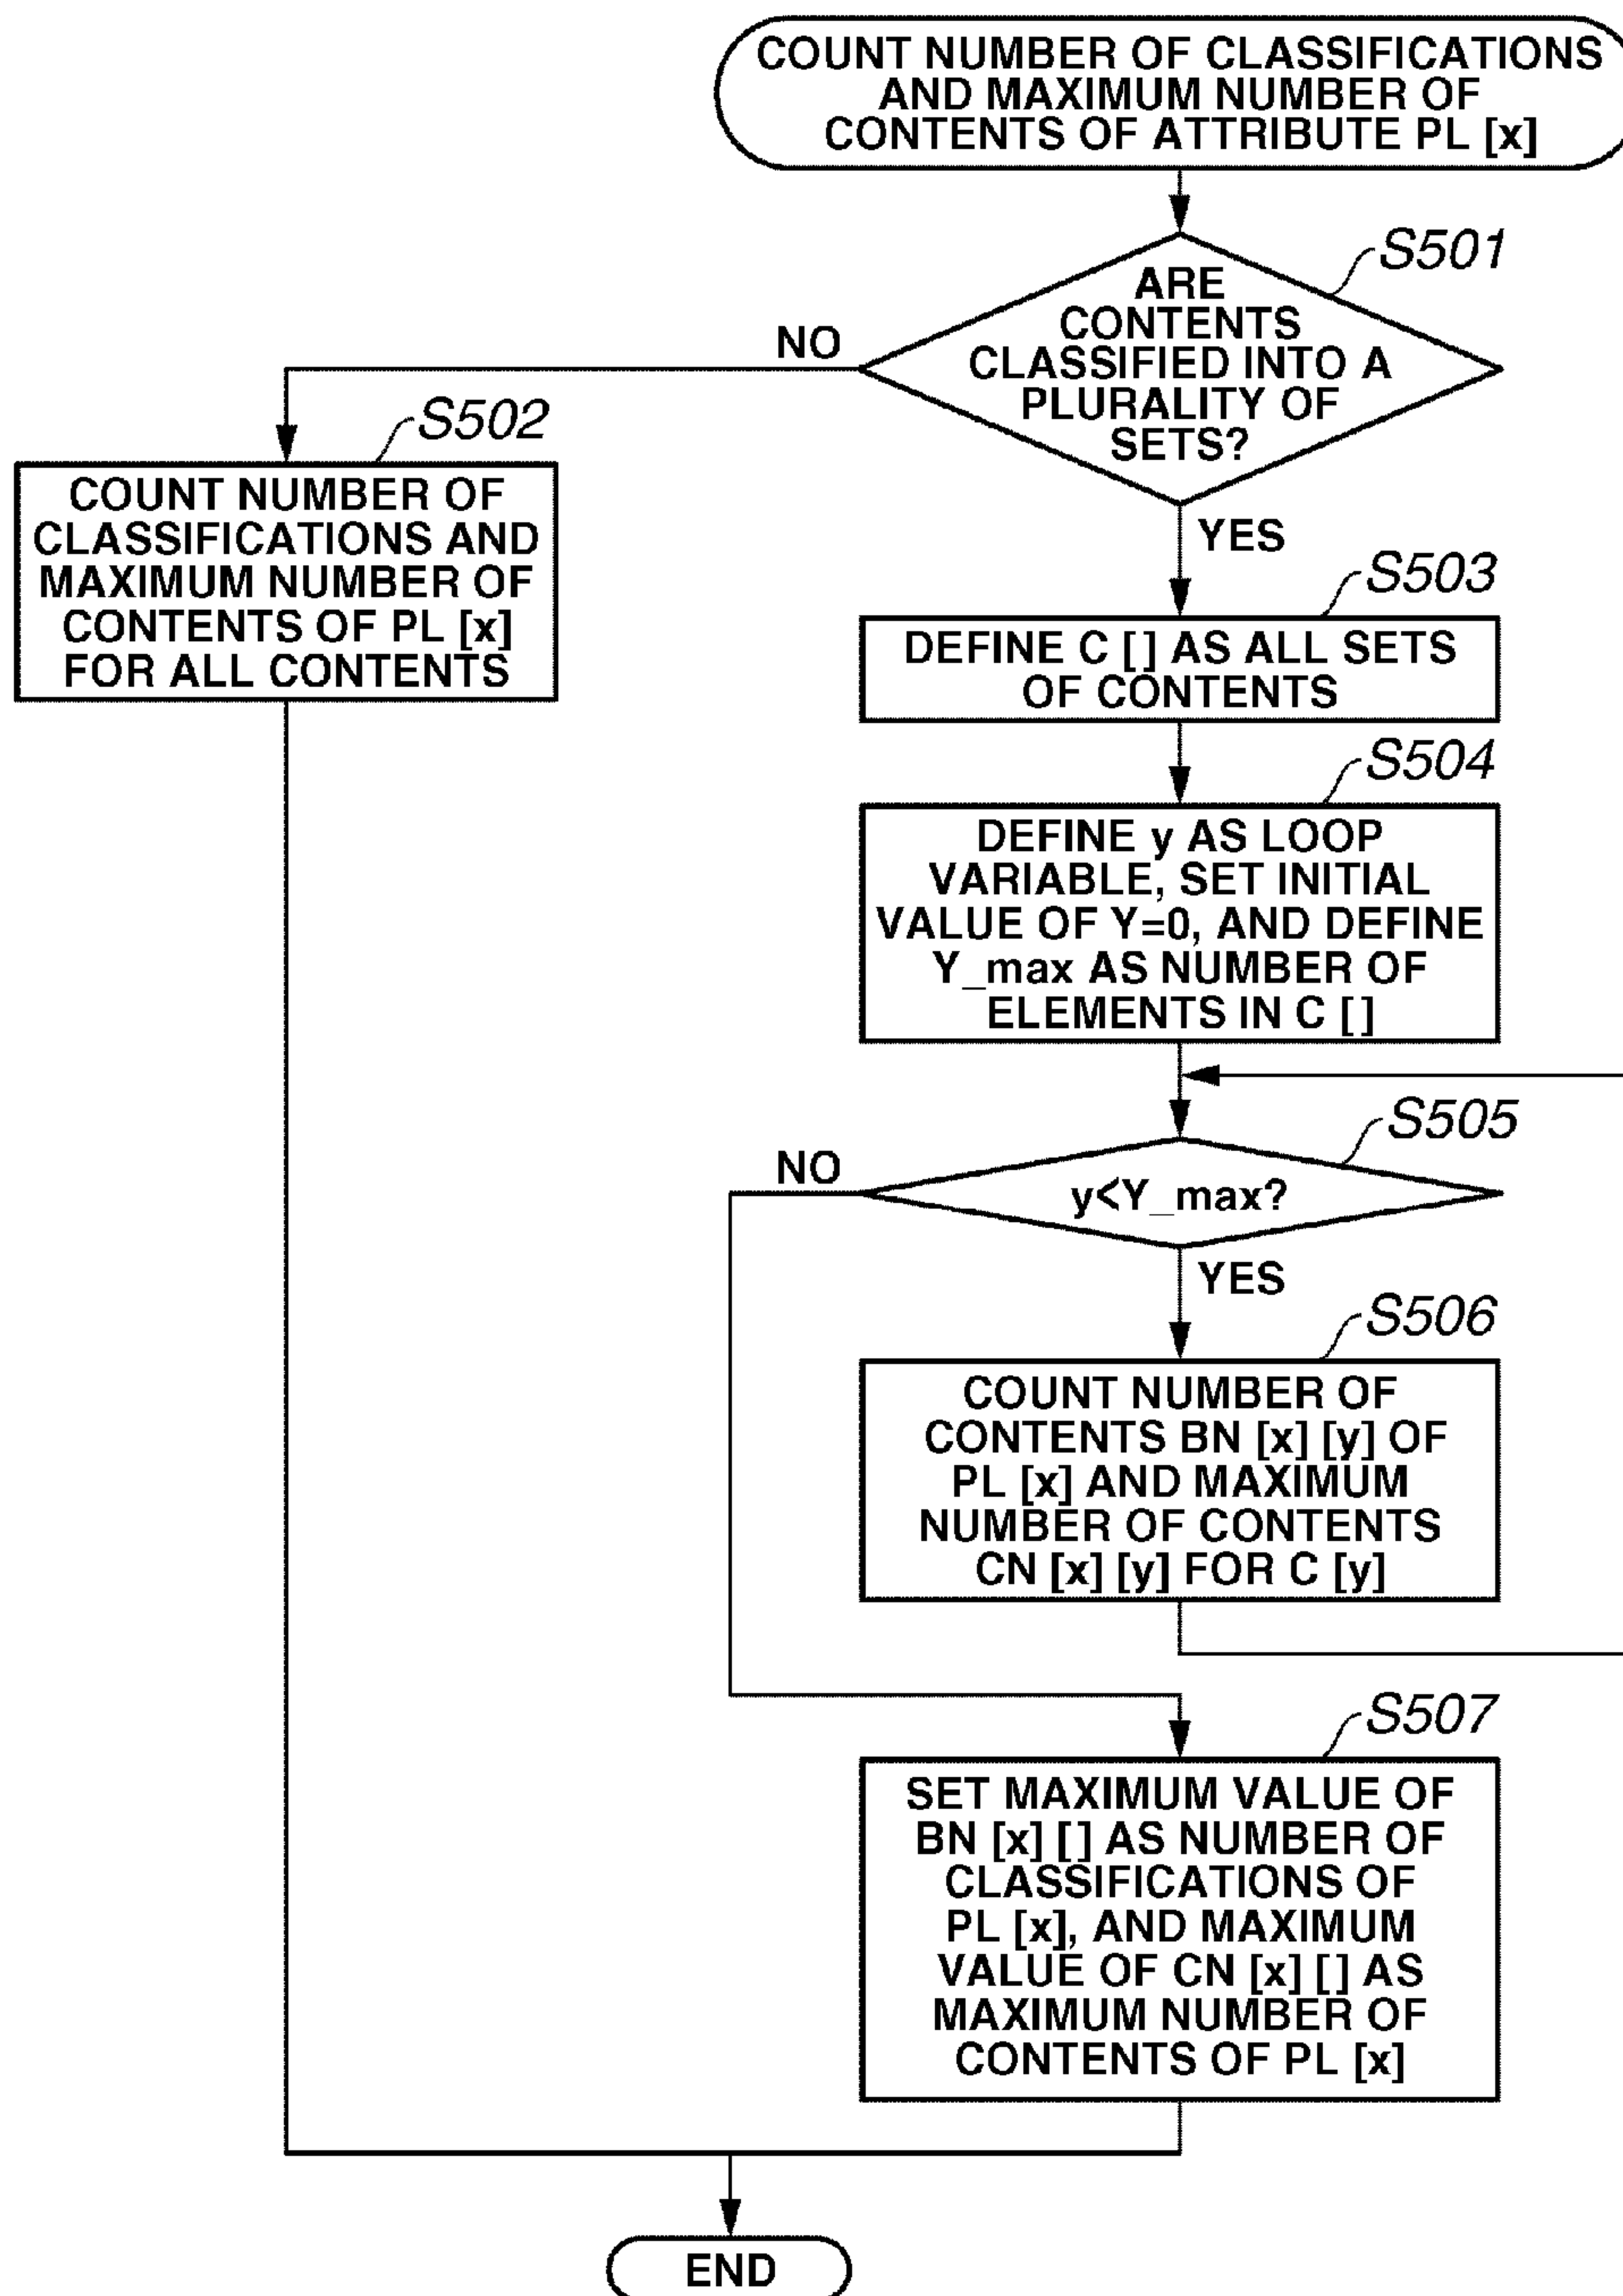 COUNT NUMBER OF CLASSIFICATIONS
AND MAXIMUM NUMBER OF
CONTENTS OF ATTRIBUTE PL [x]
S501
ARE
CONTENTS
CLASSIFIED INTO A
PLURALITY OF
SETS?
NO
YES
S502
COUNT NUMBER OF
CLASSIFICATIONS AND
MAXIMUM NUMBER OF
CONTENTS OF PL [x]
FOR ALL CONTENTS
S503
DEFINE C [ ] AS ALL SETS
OF CONTENTS
S504
DEFINE y AS LOOP
VARIABLE, SET INITIAL
VALUE OF Y=0, AND DEFINE
Y_max AS NUMBER OF
ELEMENTS IN C [ ]
S505
NO
y<Y_max?
YES
S506
COUNT NUMBER OF
CONTENTS BN [x] [y] OF
PL [x] AND MAXIMUM
NUMBER OF CONTENTS
CN [x] [y] FOR C [y]
S507
SET MAXIMUM VALUE OF
BN [x] [ ] AS NUMBER OF
CLASSIFICATIONS OF
PL [x], AND MAXIMUM
VALUE OF CN [x] [ ] AS
MAXIMUM NUMBER OF
CONTENTS OF PL [x]
END